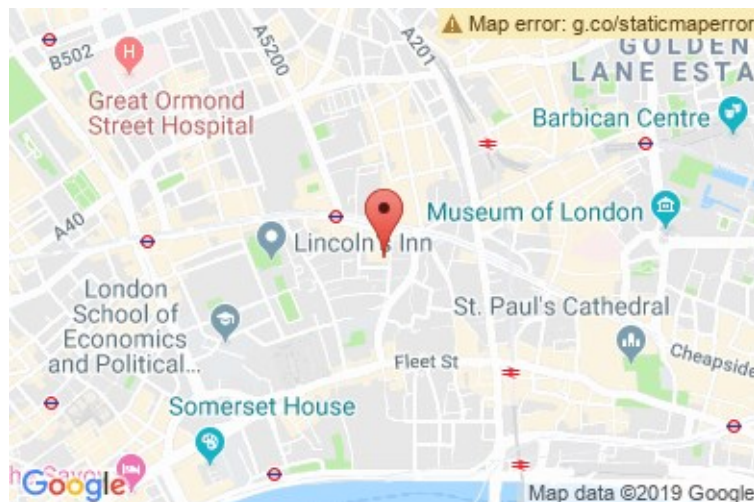 Map error: g.co/staticmaperror
B502
H
A5200
A201
GOLDEN
LANE ESTA
Great Ormond
Street Hospital
Barbican Centre
A40
Museum of London
Lincoln's Inn
London
School of
Economics
and Political...
St. Paul's Cathedral
Fleet St
Cheapside
Somerset House
Savoy
Google
Map data ©2019 Google